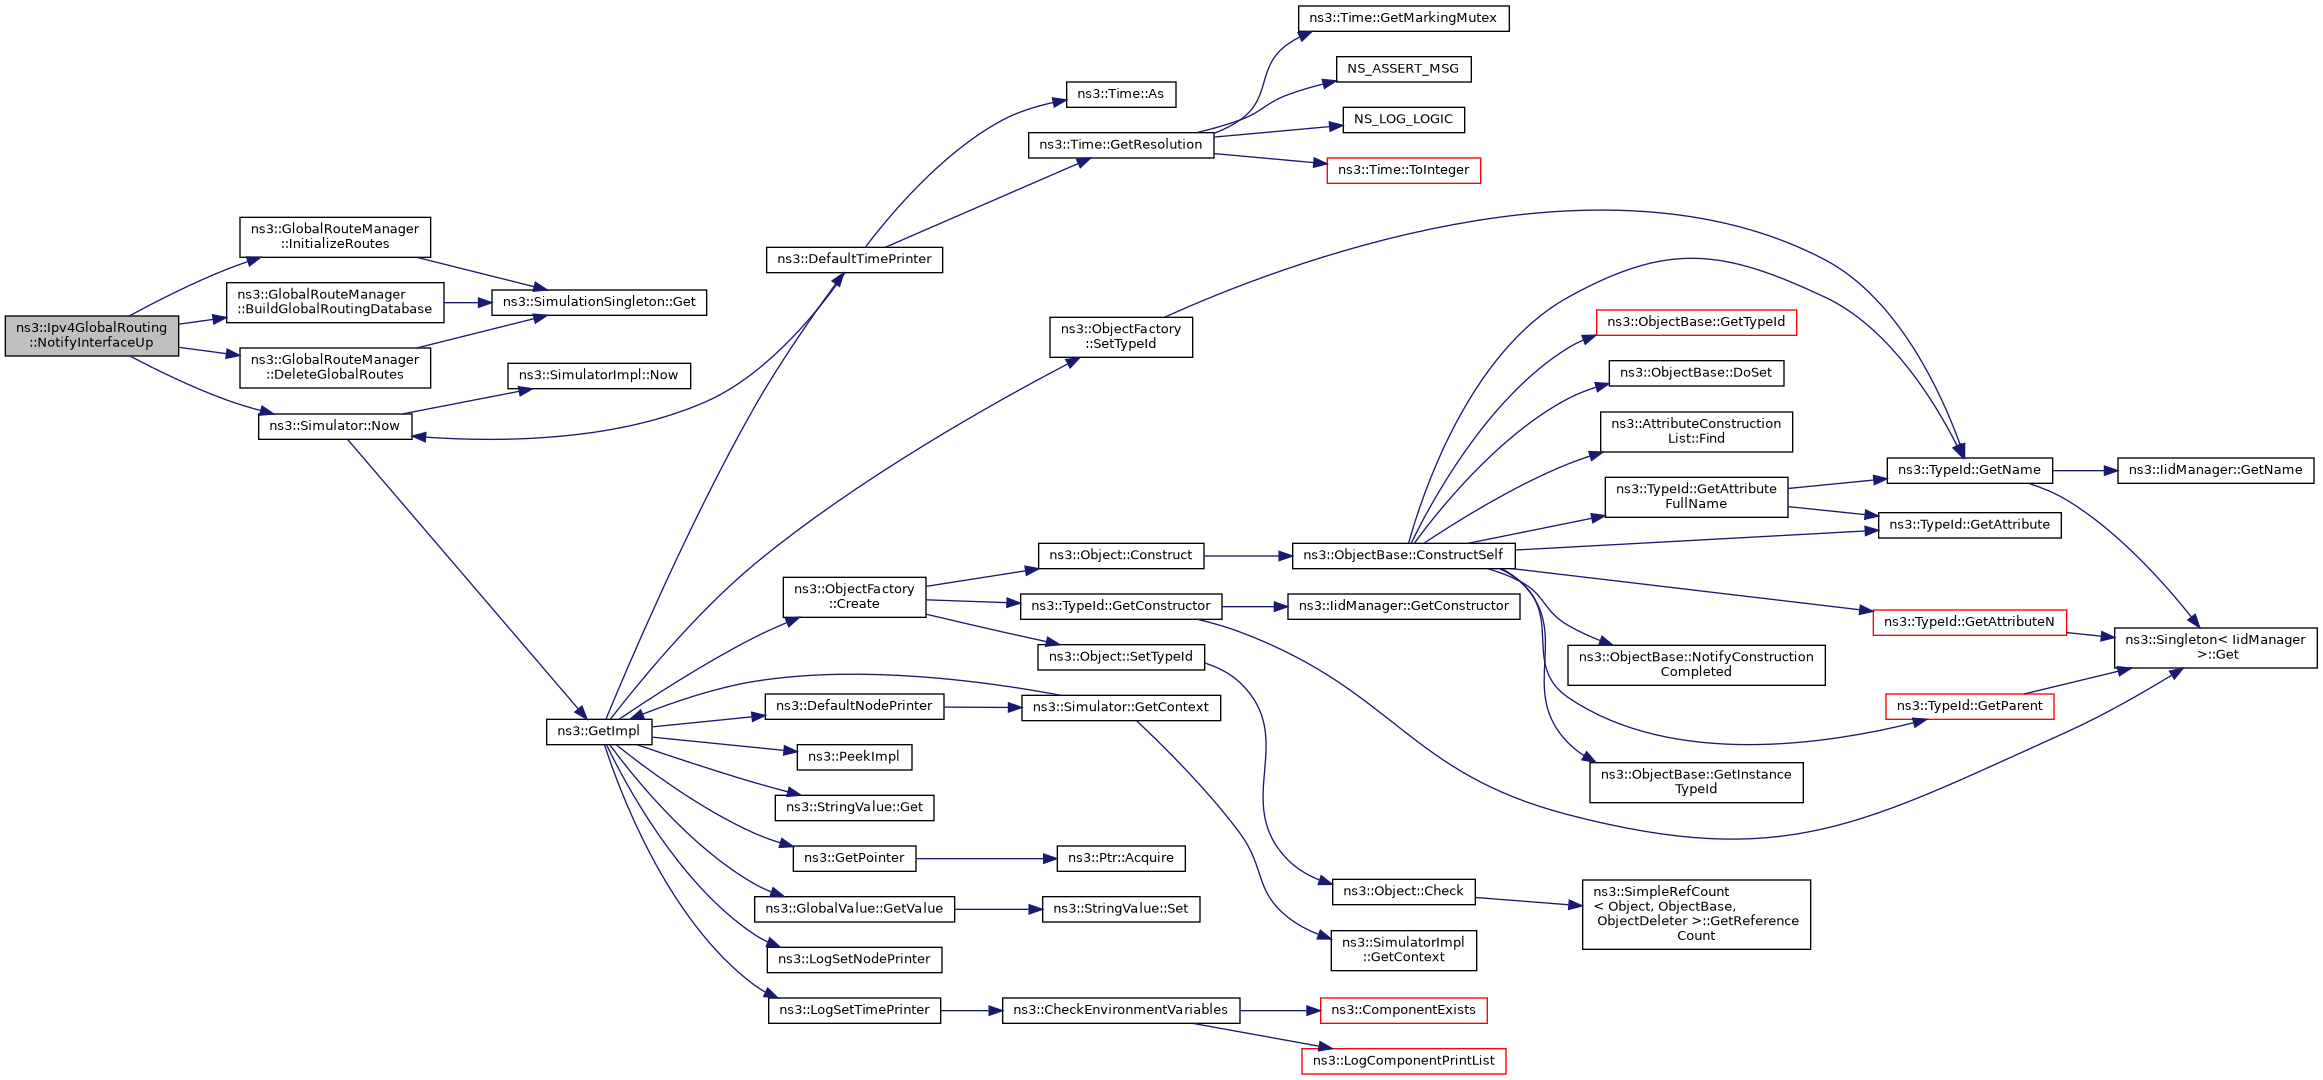 ns3::Ipv4GlobalRouting
::NotifyInterfaceUp
ns3::GlobalRouteManager
::InitializeRoutes
ns3::GlobalRouteManager
::BuildGlobalRoutingDatabase
ns3::GlobalRouteManager
::DeleteGlobalRoutes
ns3::Simulator::Now
ns3::SimulationSingleton::Get
ns3::SimulatorImpl::Now
ns3::GetImpl
ns3::DefaultTimePrinter
ns3::ObjectFactory
::Create
ns3::DefaultNodePrinter
ns3::PeekImpl
ns3::StringValue::Get
ns3::GetPointer
ns3::GlobalValue::GetValue
ns3::LogSetNodePrinter
ns3::LogSetTimePrinter
ns3::Time::As
ns3::Time::GetResolution
ns3::ObjectFactory
::SetTypeId
ns3::Object::Construct
ns3::TypeId::GetConstructor
ns3::Object::SetTypeId
ns3::Simulator::GetContext
ns3::Ptr::Acquire
ns3::StringValue::Set
ns3::CheckEnvironmentVariables
ns3::Time::GetMarkingMutex
NS_ASSERT_MSG
NS_LOG_LOGIC
ns3::Time::ToInteger
ns3::ObjectBase::ConstructSelf
ns3::IidManager::GetConstructor
ns3::Object::Check
ns3::SimulatorImpl
::GetContext
ns3::ComponentExists
ns3::LogComponentPrintList
ns3::ObjectBase::GetTypeId
ns3::ObjectBase::DoSet
ns3::AttributeConstruction
List::Find
ns3::TypeId::GetAttribute
FullName
ns3::ObjectBase::NotifyConstruction
Completed
ns3::ObjectBase::GetInstance
TypeId
ns3::SimpleRefCount
< Object, ObjectBase,
ObjectDeleter >::GetReference
Count
ns3::TypeId::GetName
ns3::TypeId::GetAttribute
ns3::TypeId::GetAttributeN
ns3::TypeId::GetParent
ns3::IidManager::GetName
ns3::Singleton< IidManager
>::Get